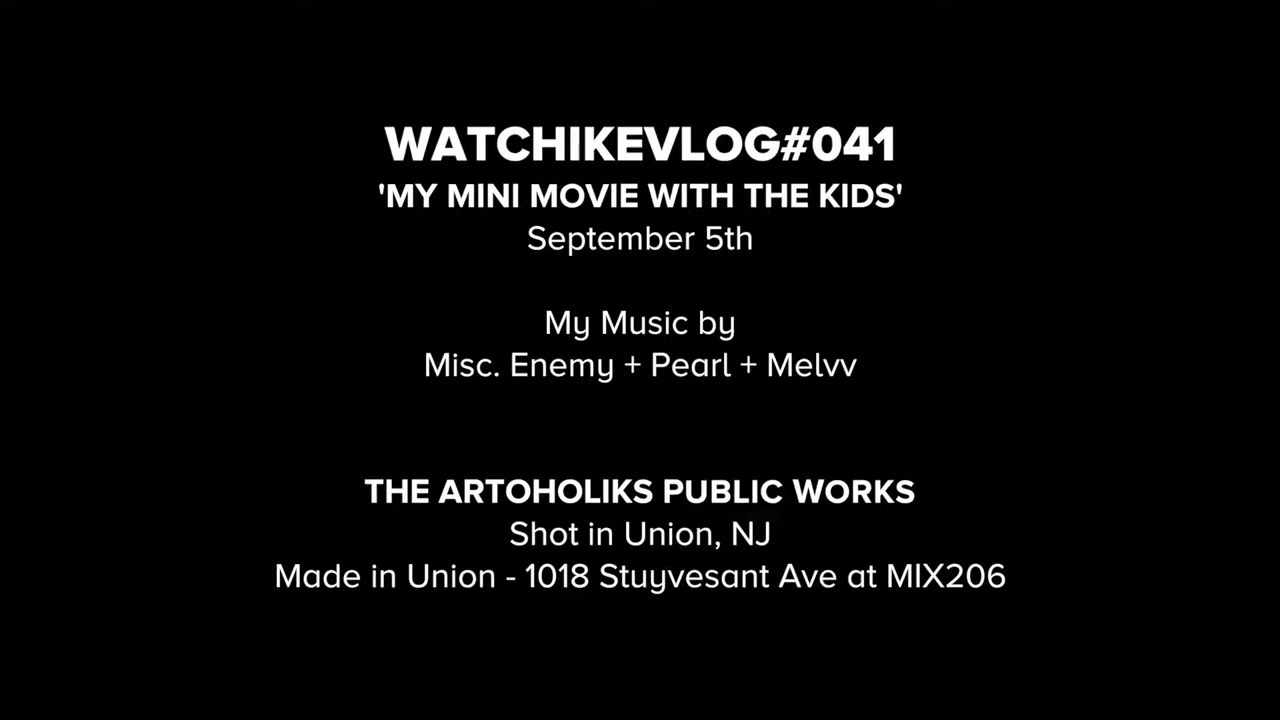 WATCHIKEVLOG#041
'MY MINI MOVIE WITH THE KIDS'
September 5th
My Music by
Misc. Enemy + Pearl + Melvv
THE ARTOHOLIKS PUBLIC WORKS
Shot in Union, NJ
Made in Union - 1018 Stuyvesant Ave at MIX206